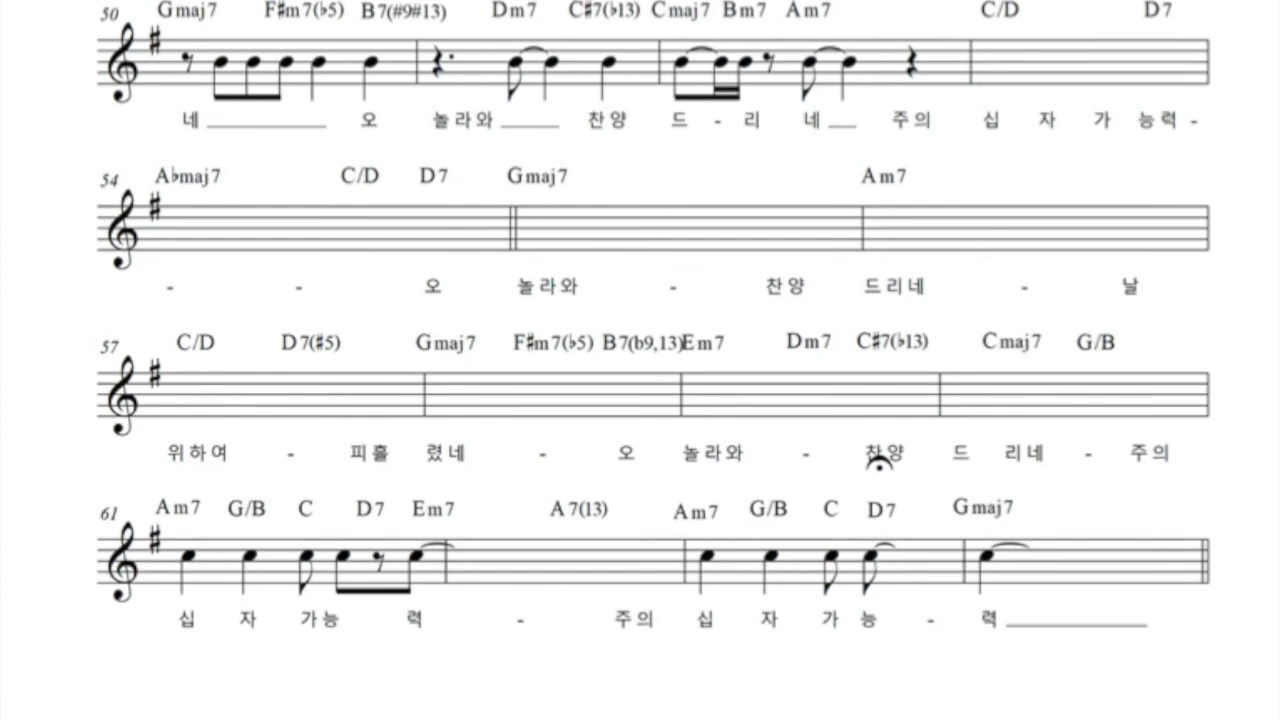 50 Gmaj7 F♯m7(♭5) B7(#9#13) Dm7 C♯7(♭13) Cmaj7 Bm7 Am7 C/D D7
네 오 놀라와 찬양 드 - 리 네 주의 십 자 가 능력 -
54 A♭maj7 C/D D7 Gmaj7 Am7
- - 오 놀라와 - 찬양 드리네 - 날
57 C/D D7(♯5) Gmaj7 F♯m7(♭5) B7(b9,13) Em7 Dm7 C♯7(♭13) Cmaj7 G/B
위하여 - 피흘 렸네 - 오 놀라와 - 찬양 드 리네 - 주의
61 Am7 G/B C D7 Em7 A7(13) Am7 G/B C D7 Gmaj7
십 자 가능 력 - 주의 십 자 가 능 - 력